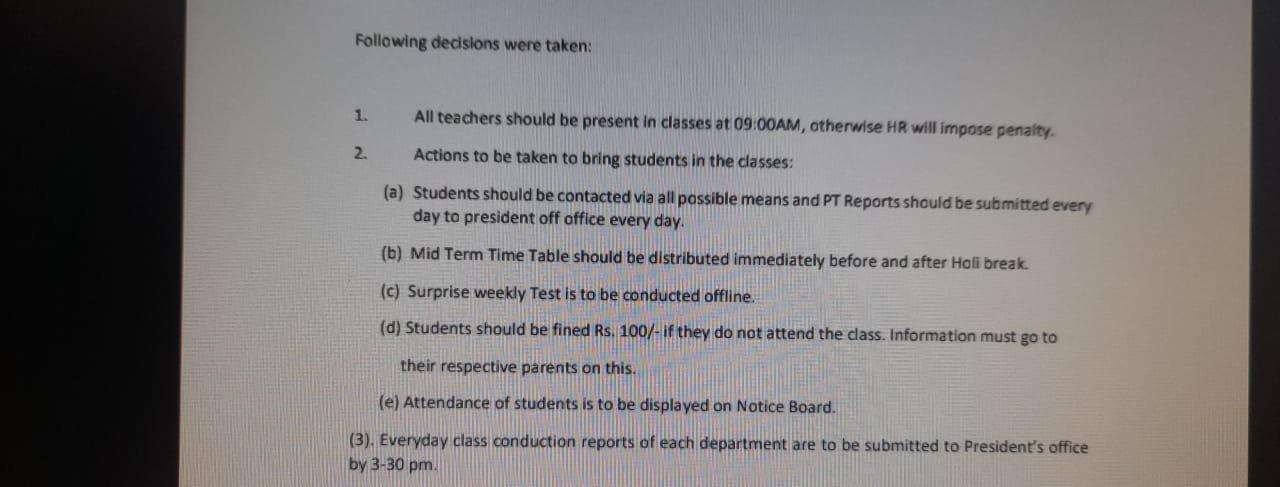 Following decisions were taken:
1. All teachers should be present in classes at 09:00AM, otherwise HR will impose penalty.
2. Actions to be taken to bring students in the classes:
(a) Students should be contacted via all possible means and PT Reports should be submitted every
day to president off office every day.
(b) Mid Term Time Table should be distributed immediately before and after Holi break.
(c) Surprise weekly Test is to be conducted offline.
(d) Students should be fined Rs. 100/- if they do not attend the class. Information must go to
their respective parents on this.
(e) Attendance of students is to be displayed on Notice Board.
(3). Everyday class conduction reports of each department are to be submitted to President's office
by 3-30 pm.